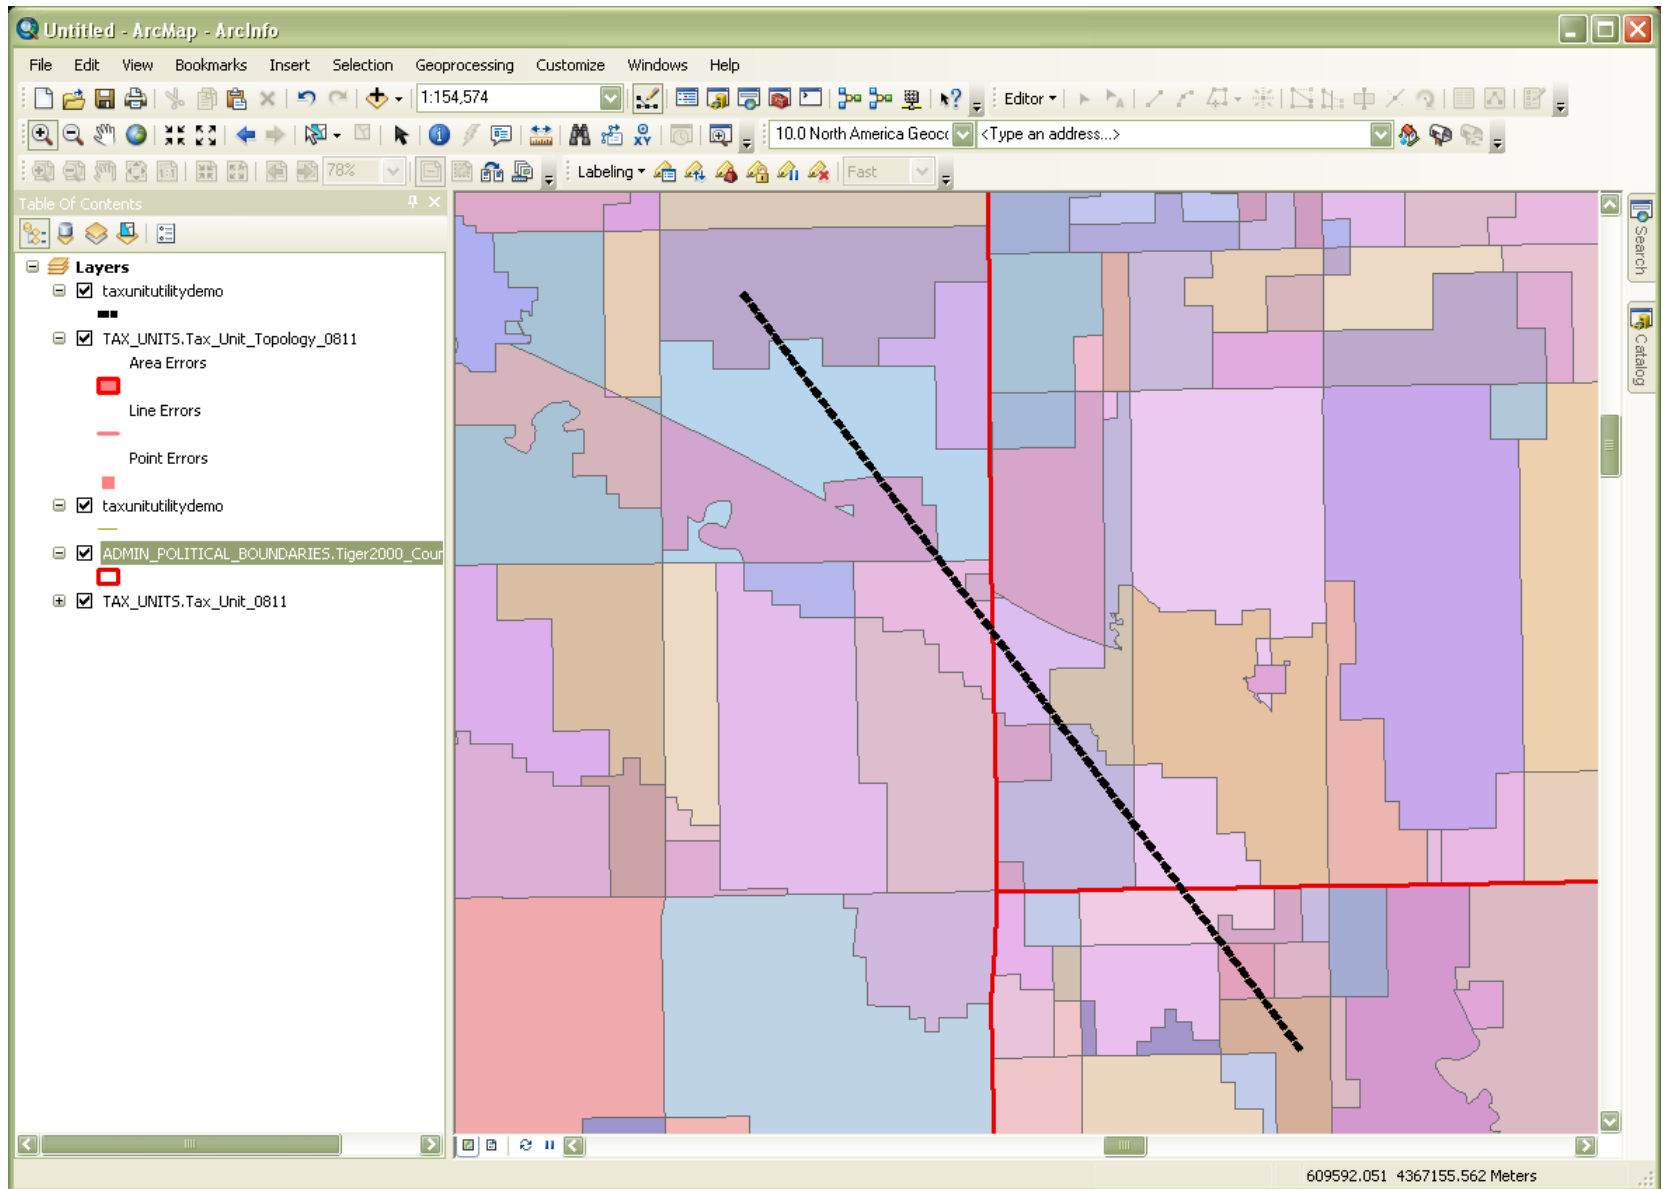 Untitled - ArcMap - ArcInfo
File Edit View Bookmarks Insert Selection Geoprocessing Customize Windows Help
1:154,574 Editor
10.0 North America Geoc <Type an address...>
78% Labeling Fast
Table Of Contents
Layers
taxunitutilitydemo
TAX_UNITS.Tax_Unit_Topology_0811
Area Errors
Line Errors
Point Errors
taxunitutilitydemo
ADMIN_POLITICAL_BOUNDARIES.Tiger2000_Cour
TAX_UNITS.Tax_Unit_0811
Search
Catalog
609592.051 4367155.562 Meters